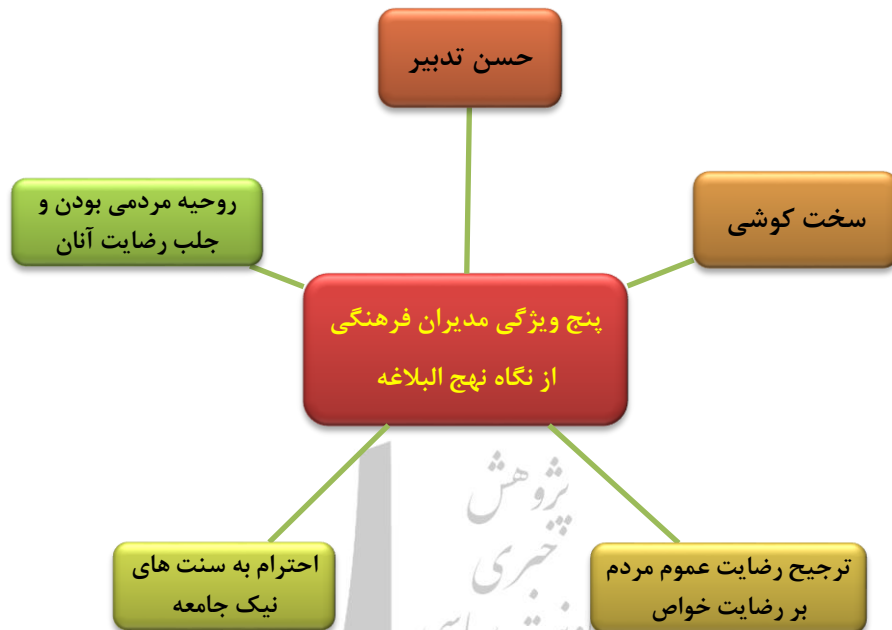 حسن تدبیر
سخت کوشی
روحیه مردمی بودن و
جلب رضایت آنان
پنج ویژگی مدیران فرهنگی
از نگاه نهج البلاغه
ترجیح رضایت عموم مردم
بر رضایت خواص
احترام به سنت های
نیک جامعه
پژوهش
خبری